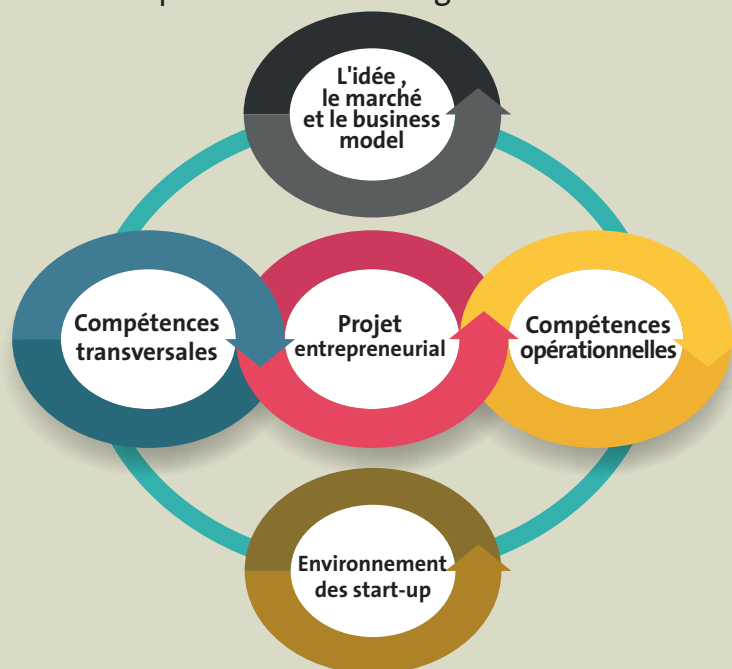 L'idée ,
le marché
et le business
model
Compétences
transversales
Projet
entrepreneurial
Compétences
opérationnelles
Environnement
des start-up